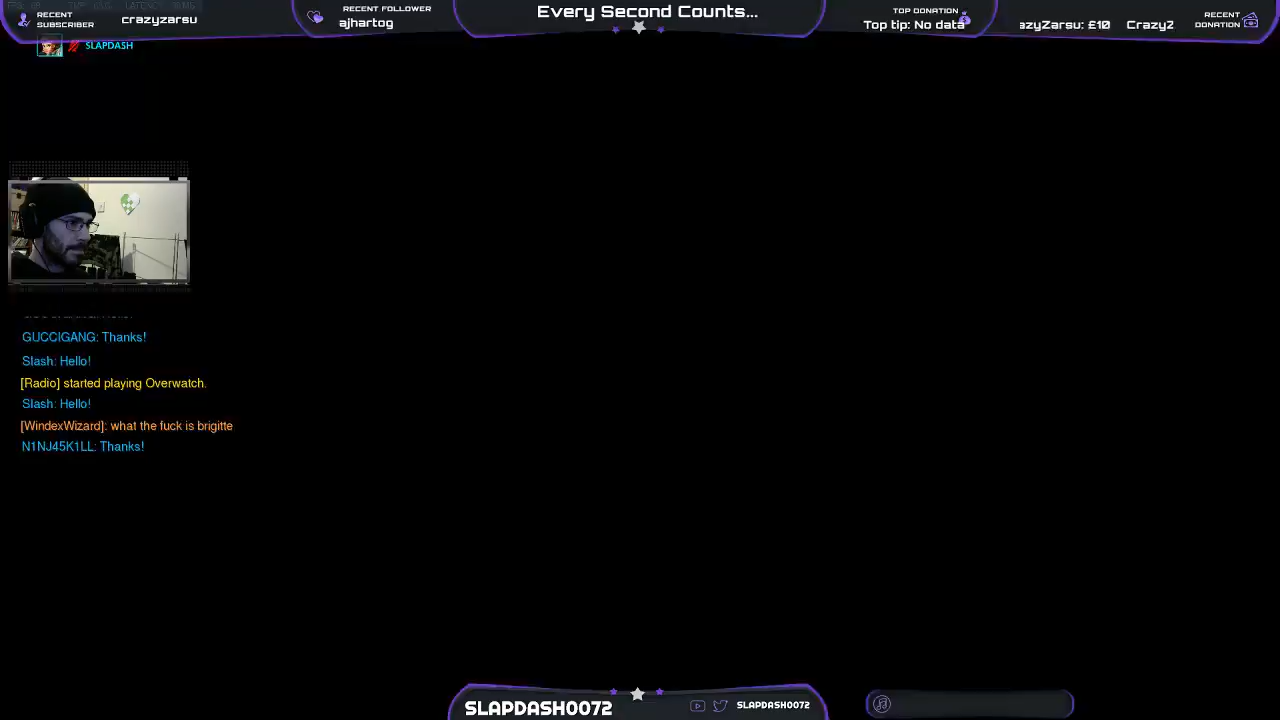 RECENT
SUBSCRIBER
crazyzarsu
RECENT FOLLOWER
ajhartog
Every Second Counts...
TOP DONATION
Top tip: No data
azyZarsu: £10 Crazy2
RECENT
DONATION
SLAPDASH
GUCCIGANG: Thanks!
Slash: Hello!
[Radio] started playing Overwatch.
Slash: Hello!
[WindexWizard]: what the fuck is brigitte
N1NJ45K1LL: Thanks!
SLAPDASH0072
SLAPDASH0072